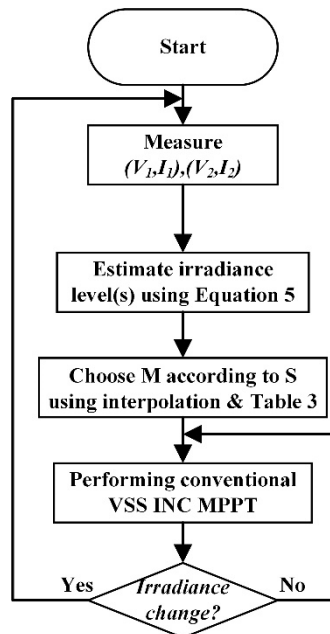 Start
Measure
(V1,I1),(V2,I2)
Estimate irradiance
level(s) using Equation 5
Choose M according to S
using interpolation & Table 3
Performing conventional
VSS INC MPPT
Yes
Irradiance
change?
No